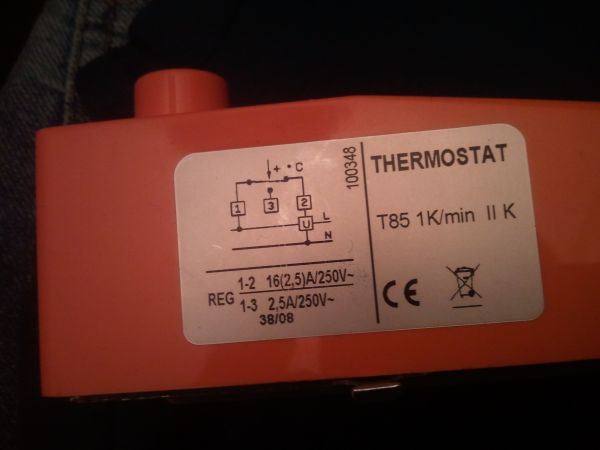 THERMOSTAT
T85 1K/min II K
100348
+ °C
1
3
2
U
L
N
REG
1-2 16(2,5)A/250V~
1-3 2,5A/250V~
38/08
CE